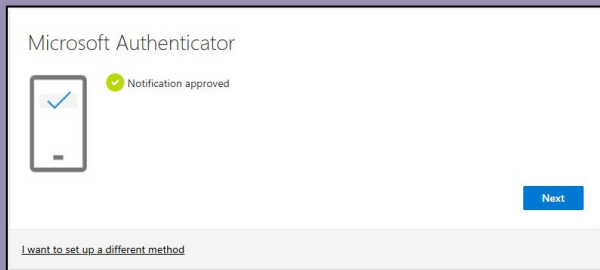 Microsoft Authenticator
Notification approved
Next
I want to set up a different method